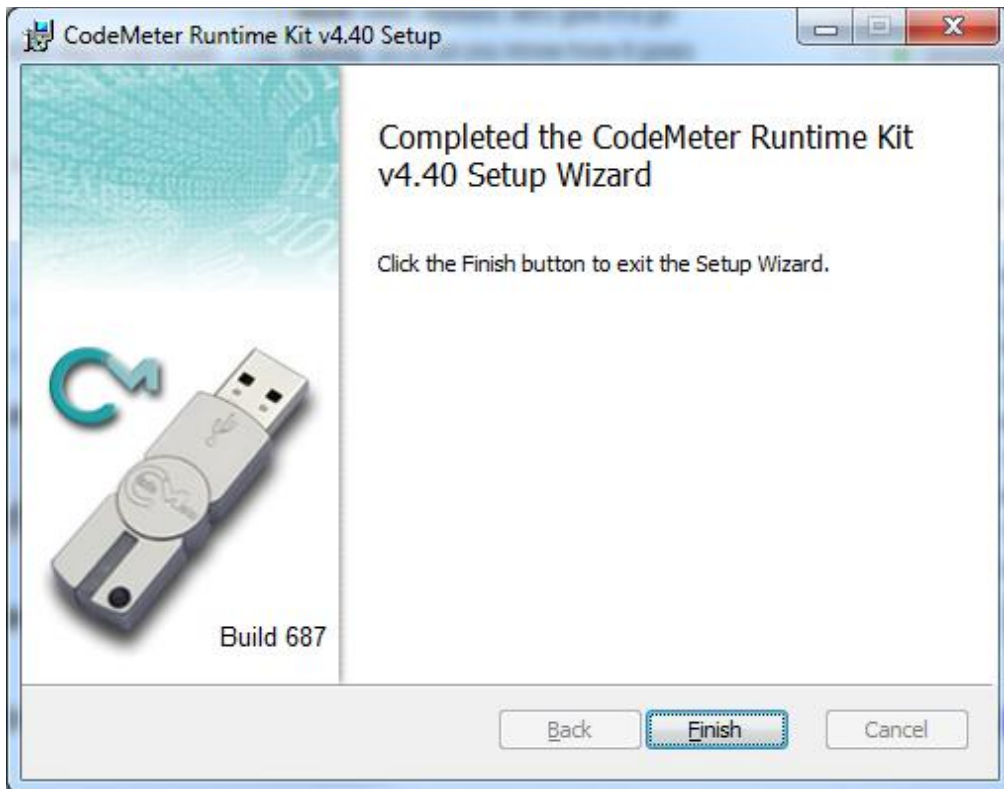 CodeMeter Runtime Kit v4.40 Setup
Completed the CodeMeter Runtime Kit
v4.40 Setup Wizard
Click the Finish button to exit the Setup Wizard.
CM
Build 687
Back
Finish
Cancel